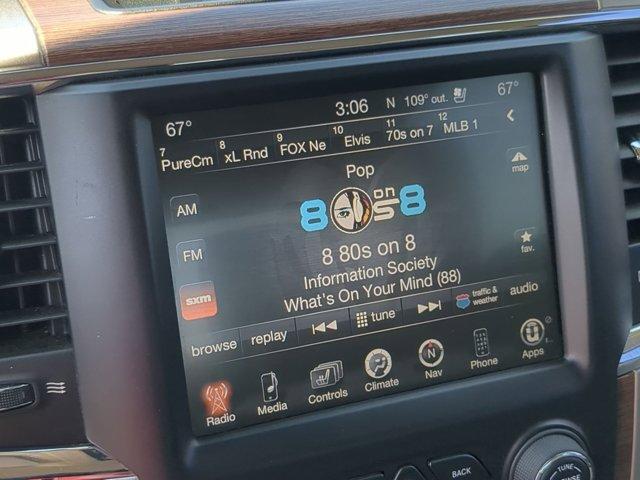 67° 3:06 N 109° out. 67°
7 PureCm 8 xL Rnd 9 FOX Ne 10 Elvis 11 70s on 7 12 MLB 1
Pop
AM
8 on 8
map
FM
8 80s on 8
fav.
Information Society
sxm
What's On Your Mind (88)
browse replay tune traffic & weather audio
Radio Media Controls Climate Nav Phone Apps
BACK
TUNE